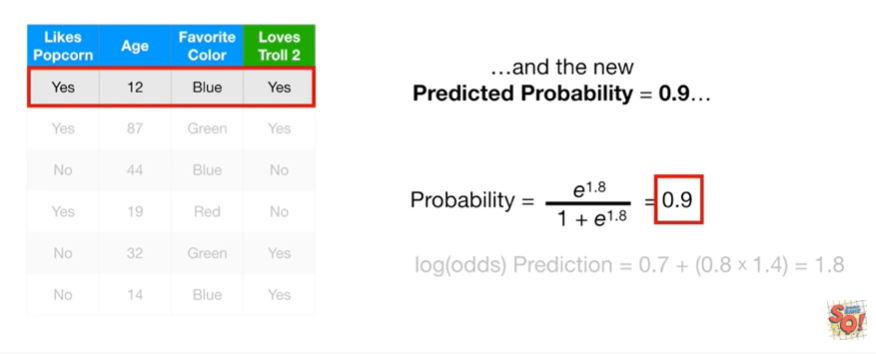 Likes Popcorn Age Favorite Color Loves Troll 2
Yes 12 Blue Yes
Yes 87 Green Yes
No 44 Blue No
Yes 19 Red No
No 32 Green Yes
No 14 Blue Yes
…and the new
Predicted Probability = 0.9…
Probability = e^1.8 / 1 + e^1.8 = 0.9
log(odds) Prediction = 0.7 + (0.8 × 1.4) = 1.8
SQ!